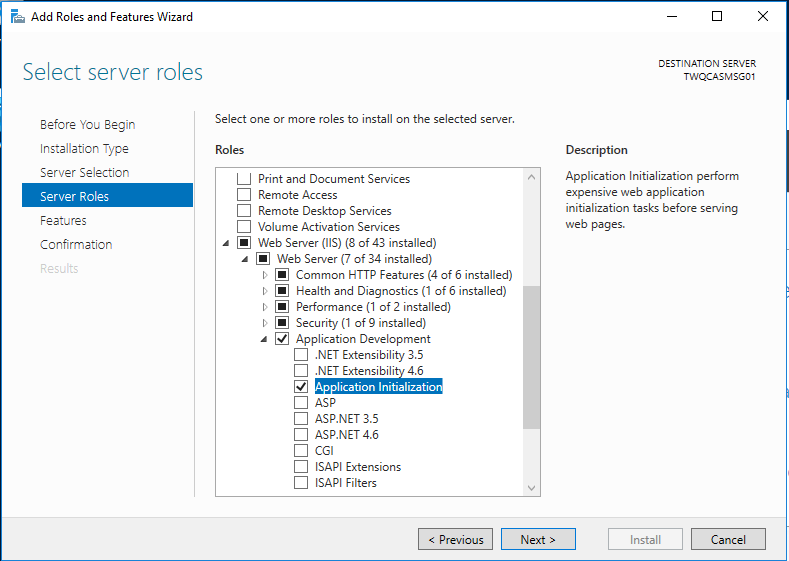 Add Roles and Features Wizard
Select server roles
DESTINATION SERVER
TWQCASMSG01
Before You Begin
Installation Type
Server Selection
Server Roles
Features
Confirmation
Results
Select one or more roles to install on the selected server.
Roles
Print and Document Services
Remote Access
Remote Desktop Services
Volume Activation Services
Web Server (IIS) (8 of 43 installed)
Web Server (7 of 34 installed)
Common HTTP Features (4 of 6 installed)
Health and Diagnostics (1 of 6 installed)
Performance (1 of 2 installed)
Security (1 of 9 installed)
Application Development
.NET Extensibility 3.5
.NET Extensibility 4.6
Application Initialization
ASP
ASP.NET 3.5
ASP.NET 4.6
CGI
ISAPI Extensions
ISAPI Filters
Description
Application Initialization perform
expensive web application
initialization tasks before serving
web pages.
< Previous
Next >
Install
Cancel